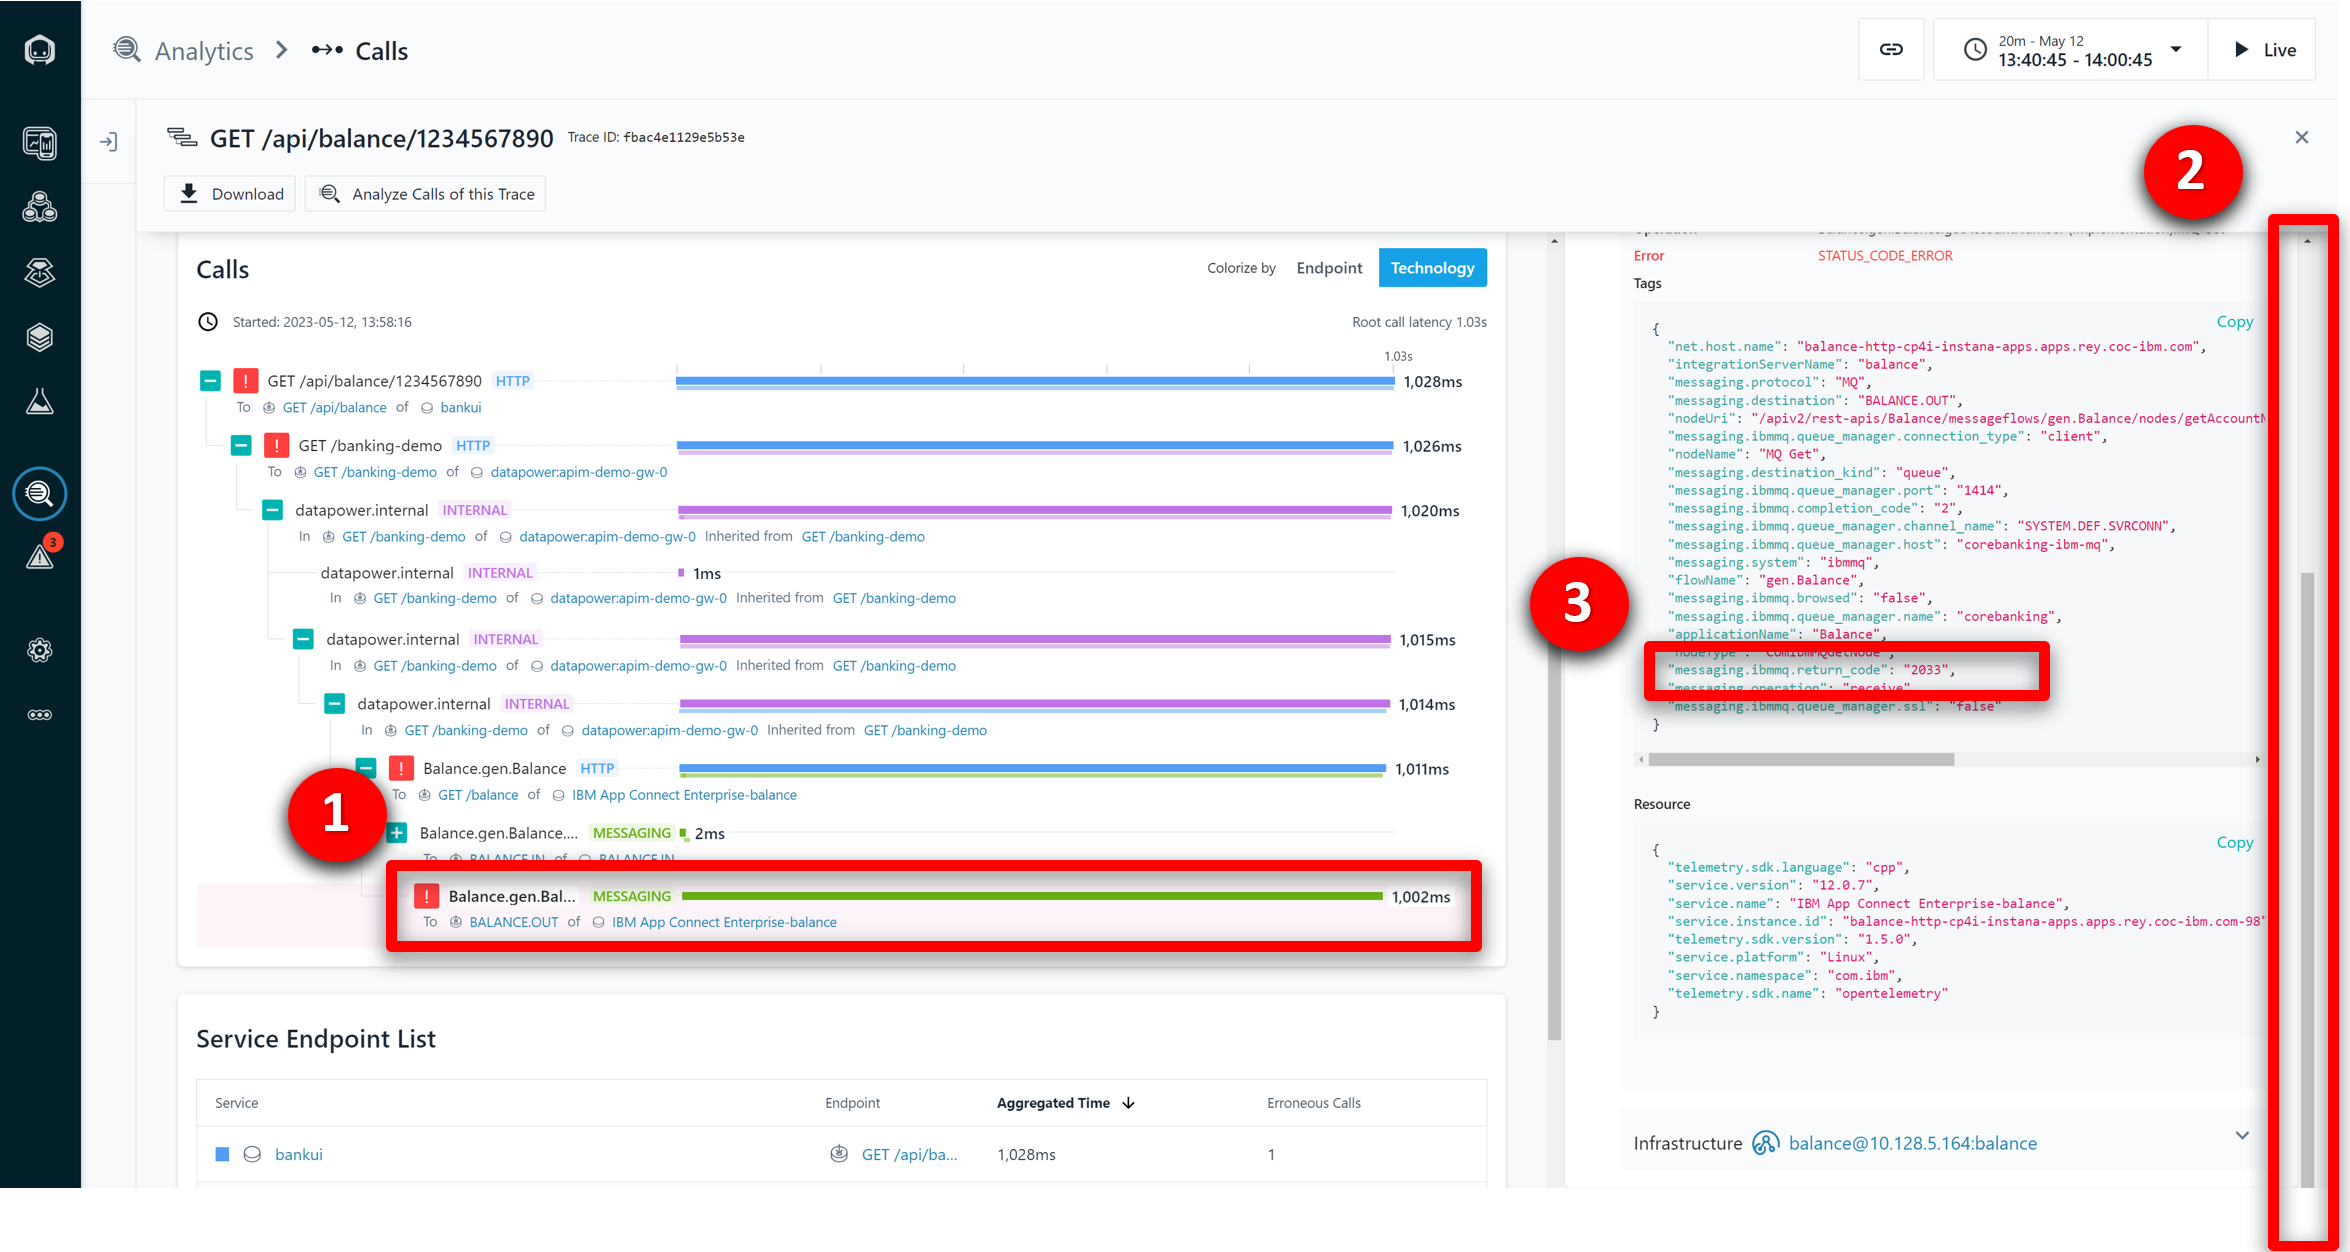 Analytics > Calls
20m - May 12
13:40:45 - 14:00:45
Live
GET /api/balance/1234567890 Trace ID: fbac4e1129e5b53e
Download
Analyze Calls of this Trace
2
3
Calls
Colorize by Endpoint Technology
Started: 2023-05-12, 13:58:16
Root call latency 1.03s
1.03s
! GET /api/balance/1234567890 HTTP 1,028ms
To GET /api/balance of bankui
! GET /banking-demo HTTP 1,026ms
To GET /banking-demo of datapower:apim-demo-gw-0
datapower.internal INTERNAL 1,020ms
In GET /banking-demo of datapower:apim-demo-gw-0 Inherited from GET /banking-demo
datapower.internal INTERNAL 1ms
In GET /banking-demo of datapower:apim-demo-gw-0 Inherited from GET /banking-demo
datapower.internal INTERNAL 1,015ms
In GET /banking-demo of datapower:apim-demo-gw-0 Inherited from GET /banking-demo
datapower.internal INTERNAL 1,014ms
In GET /banking-demo of datapower:apim-demo-gw-0 Inherited from GET /banking-demo
! Balance.gen.Balance HTTP 1,011ms
To GET /balance of IBM App Connect Enterprise-balance
1
Balance.gen.Balance.... MESSAGING 2ms
To BALANCE.IN of BALANCE.IN
! Balance.gen.Bal... MESSAGING 1,002ms
To BALANCE.OUT of IBM App Connect Enterprise-balance
Service Endpoint List
Service Endpoint Aggregated Time Erroneous Calls
bankui GET /api/ba... 1,028ms 1
Error STATUS_CODE_ERROR
Tags
Copy
{
"net.host.name": "balance-http-cp4i-instana-apps.apps.rey.coc-ibm.com",
"integrationServerName": "balance",
"messaging.protocol": "MQ",
"messaging.destination": "BALANCE.OUT",
"nodeUri": "/apiv2/rest-apis/Balance/messageflows/gen.Balance/nodes/getAccountN
"messaging.ibmmq.queue_manager.connection_type": "client",
"nodeName": "MQ Get",
"messaging.destination_kind": "queue",
"messaging.ibmmq.queue_manager.port": "1414",
"messaging.ibmmq.completion_code": "2",
"messaging.ibmmq.queue_manager.channel_name": "SYSTEM.DEF.SVRCONN",
"messaging.ibmmq.queue_manager.host": "corebanking-ibm-mq",
"messaging.system": "ibmmq",
"flowName": "gen.Balance",
"messaging.ibmmq.browsed": "false",
"messaging.ibmmq.queue_manager.name": "corebanking",
"applicationName": "Balance",
"nodeType": "ComIbmMQGetNode",
"messaging.ibmmq.return_code": "2033",
"messaging.operation": "receive"
"messaging.ibmmq.queue_manager.ssl": "false"
}
Resource
Copy
{
"telemetry.sdk.language": "cpp",
"service.version": "12.0.7",
"service.name": "IBM App Connect Enterprise-balance",
"service.instance.id": "balance-http-cp4i-instana-apps.apps.rey.coc-ibm.com-98"
"telemetry.sdk.version": "1.5.0",
"service.platform": "Linux",
"service.namespace": "com.ibm",
"telemetry.sdk.name": "opentelemetry"
}
Infrastructure balance@10.128.5.164:balance
3